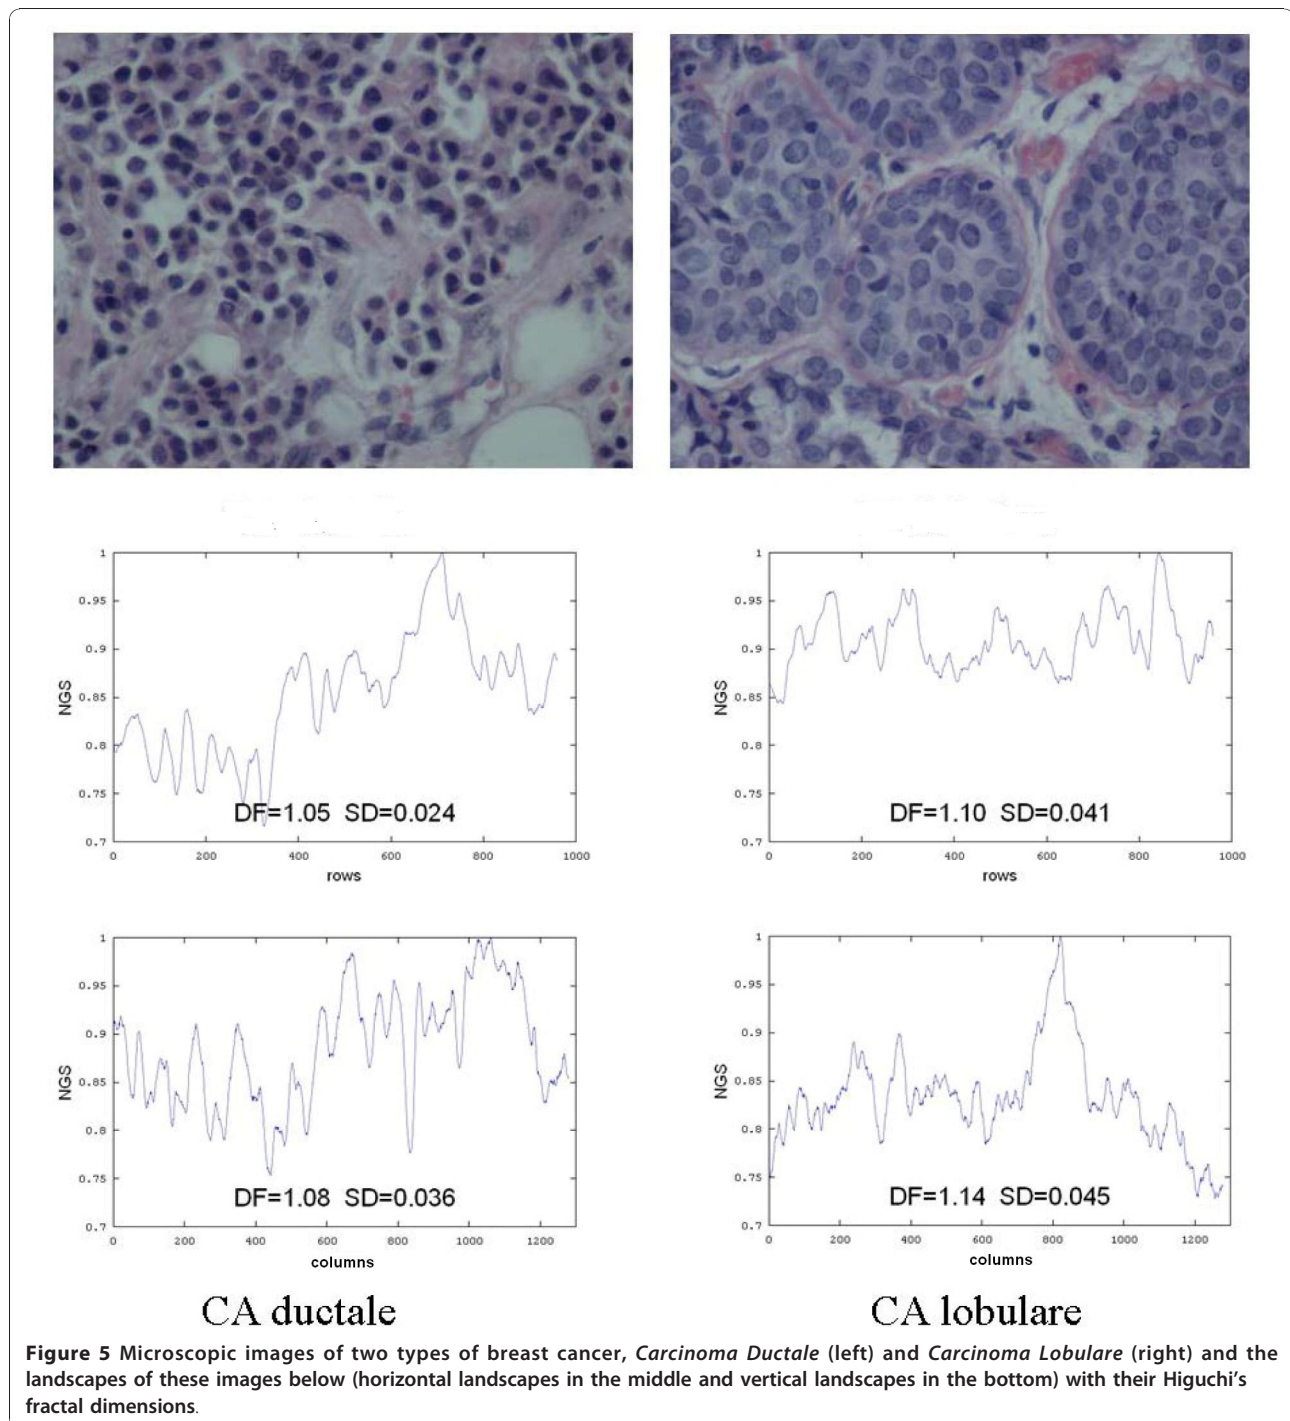 1
0.95
0.9
0.85
0.8
0.75
0.7
NGS
DF=1.05 SD=0.024
0 200 400 600 800 1000
rows
1
0.95
0.9
0.85
0.8
0.75
0.7
NGS
DF=1.10 SD=0.041
0 200 400 600 800 1000
rows
1
0.95
0.9
0.85
0.8
0.75
0.7
NGS
DF=1.08 SD=0.036
0 200 400 600 800 1000 1200
columns
1
0.95
0.9
0.85
0.8
0.75
0.7
NGS
DF=1.14 SD=0.045
0 200 400 600 800 1000 1200
columns
CA ductale
CA lobulare
Figure 5 Microscopic images of two types of breast cancer, Carcinoma Ductale (left) and Carcinoma Lobulare (right) and the
landscapes of these images below (horizontal landscapes in the middle and vertical landscapes in the bottom) with their Higuchi's
fractal dimensions.